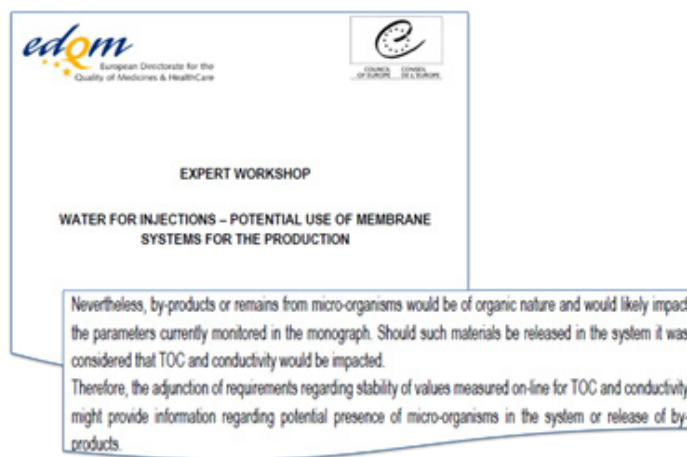 edqm
European Directorate for the
Quality of Medicines & HealthCare
COUNCIL CONSEIL
OF EUROPE DE L'EUROPE
EXPERT WORKSHOP
WATER FOR INJECTIONS – POTENTIAL USE OF MEMBRANE
SYSTEMS FOR THE PRODUCTION
Nevertheless, by-products or remains from micro-organisms would be of organic nature and would likely impact
the parameters currently monitored in the monograph. Should such materials be released in the system it was
considered that TOC and conductivity would be impacted.
Therefore, the adjunction of requirements regarding stability of values measured on-line for TOC and conductivity
might provide information regarding potential presence of micro-organisms in the system or release of by-
products.